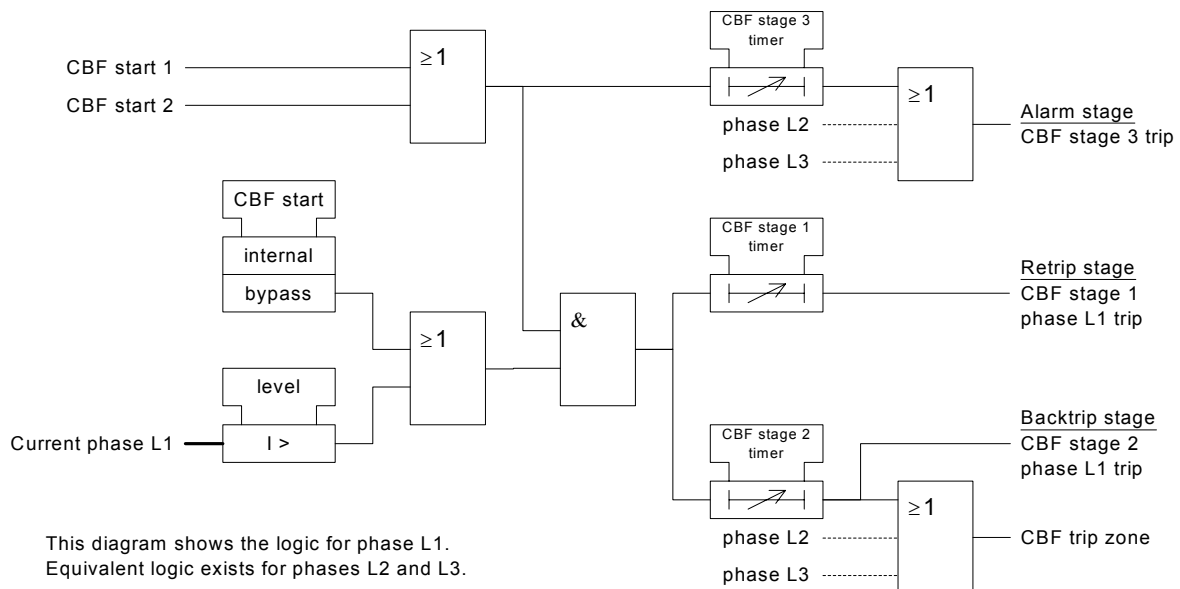 CBF stage 3
timer
≥1
CBF start 1
CBF start 2
≥1
phase L2
phase L3
Alarm stage
CBF stage 3 trip
CBF start
internal
bypass
CBF stage 1
timer
Retrip stage
CBF stage 1
phase L1 trip
&
≥1
level
Current phase L1
I >
CBF stage 2
timer
Backtrip stage
CBF stage 2
phase L1 trip
≥1
phase L2
phase L3
CBF trip zone
This diagram shows the logic for phase L1.
Equivalent logic exists for phases L2 and L3.